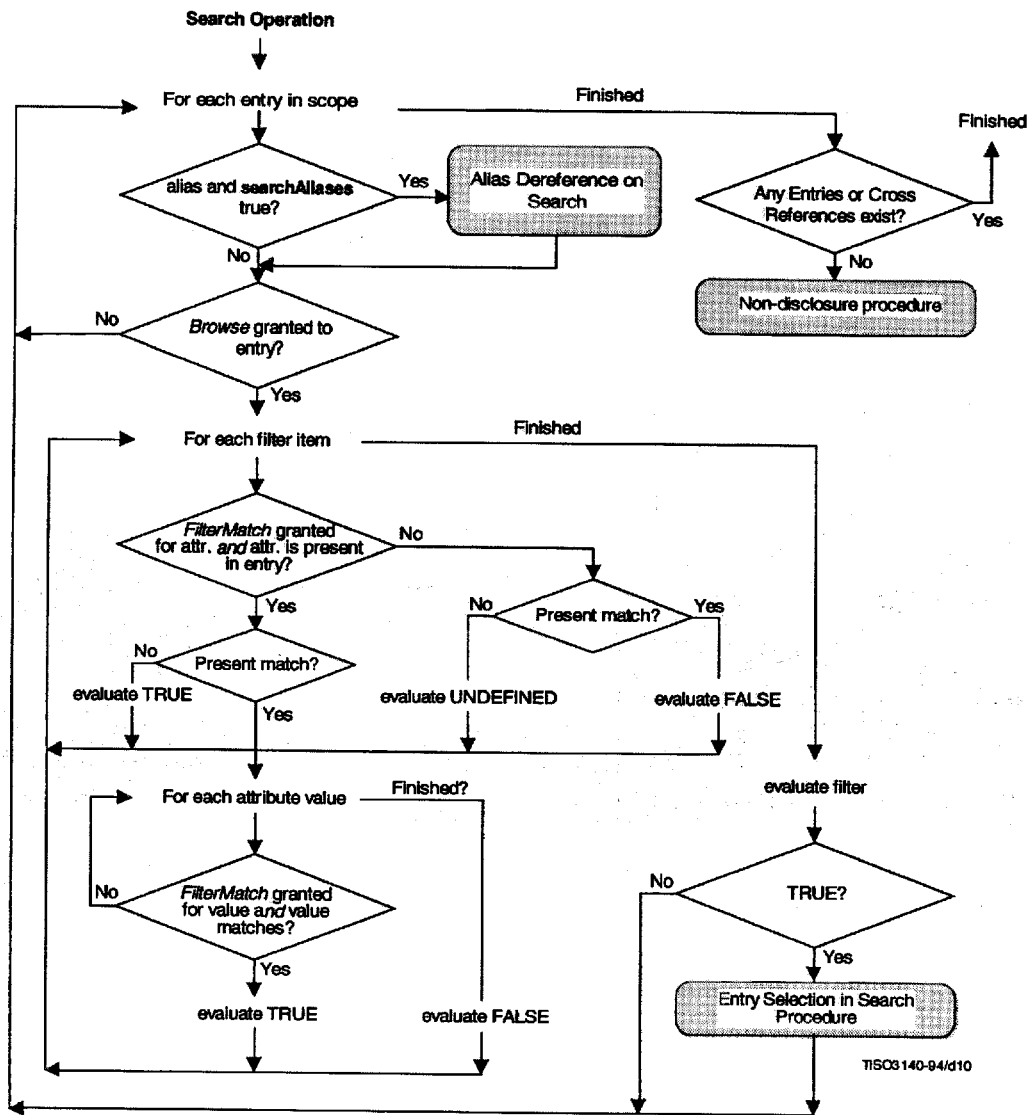 Search Operation
For each entry in scope
Finished
Finished
alias and searchAliases
true?
Yes
Alias Dereference on
Search
Any Entries or Cross
References exist?
Yes
No
No
Non-disclosure procedure
No
Browse granted to
entry?
Yes
For each filter item
Finished
FilterMatch granted
for attr. and attr. is present
in entry?
No
Yes
No
Present match?
Yes
No
Present match?
evaluate TRUE
Yes
evaluate UNDEFINED
evaluate FALSE
For each attribute value
Finished?
evaluate filter
No
FilterMatch granted
for value and value
matches?
No
TRUE?
Yes
Yes
evaluate TRUE
evaluate FALSE
Entry Selection in Search
Procedure
TISO3140-94/d10